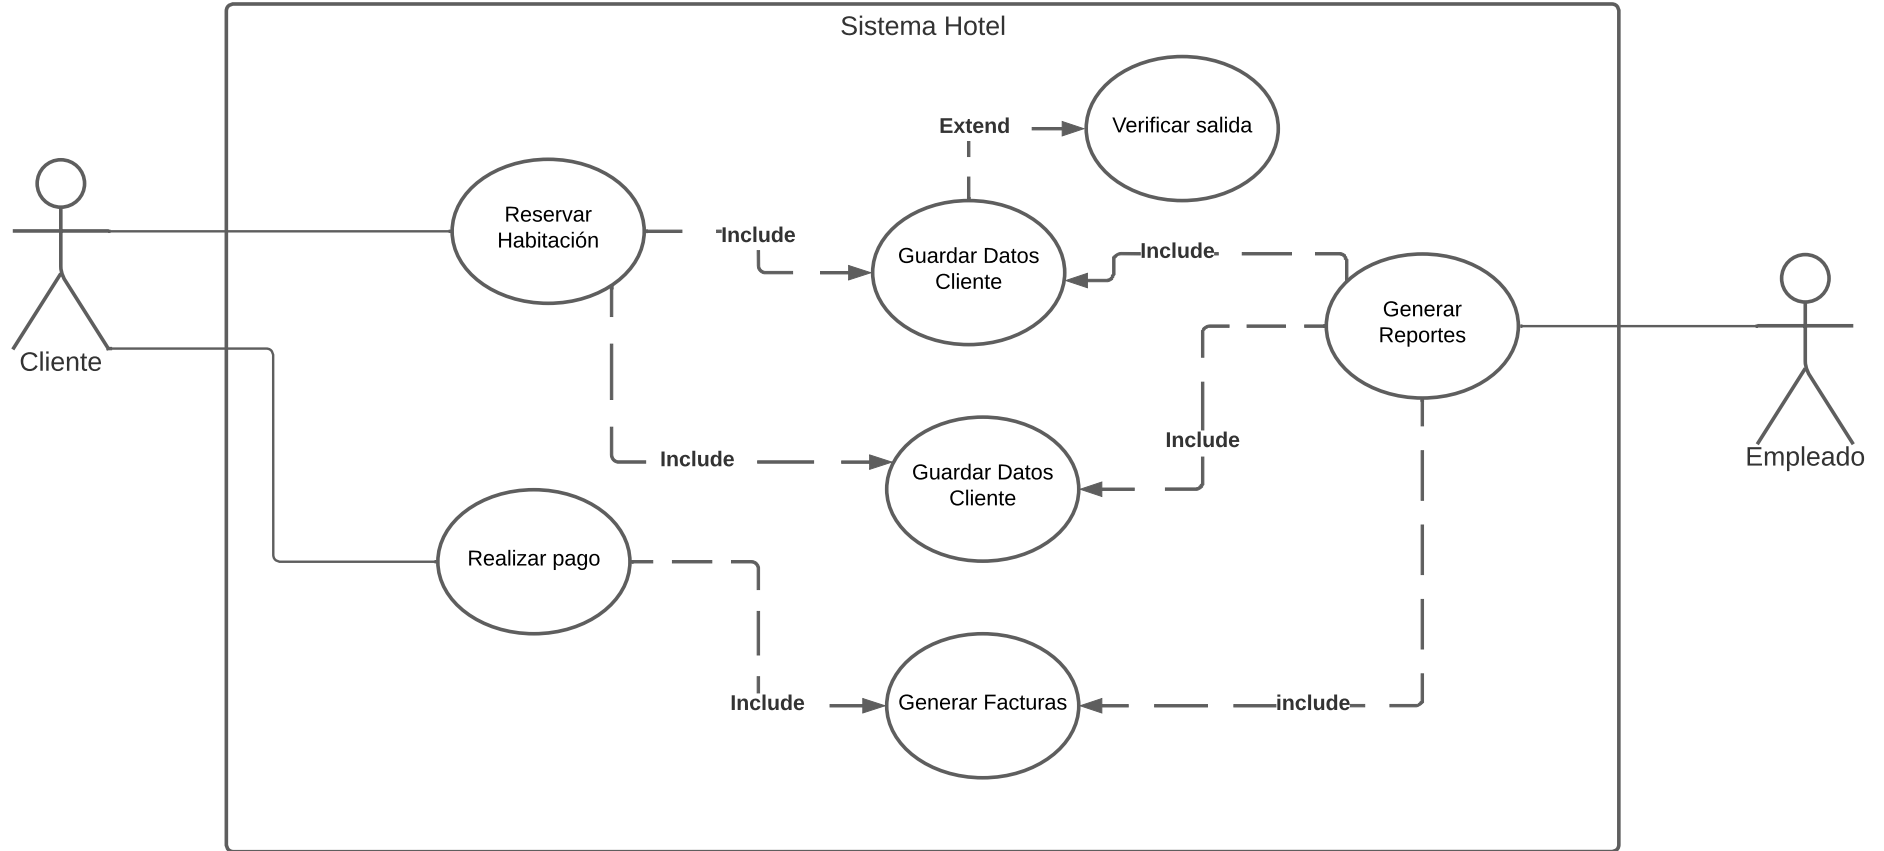 Sistema Hotel
Extend
Verificar salida
Reservar
Habitación
Include
Guardar Datos
Cliente
Include
Generar
Reportes
Cliente
Include
Guardar Datos
Cliente
Include
Empleado
Realizar pago
Include
Generar Facturas
include